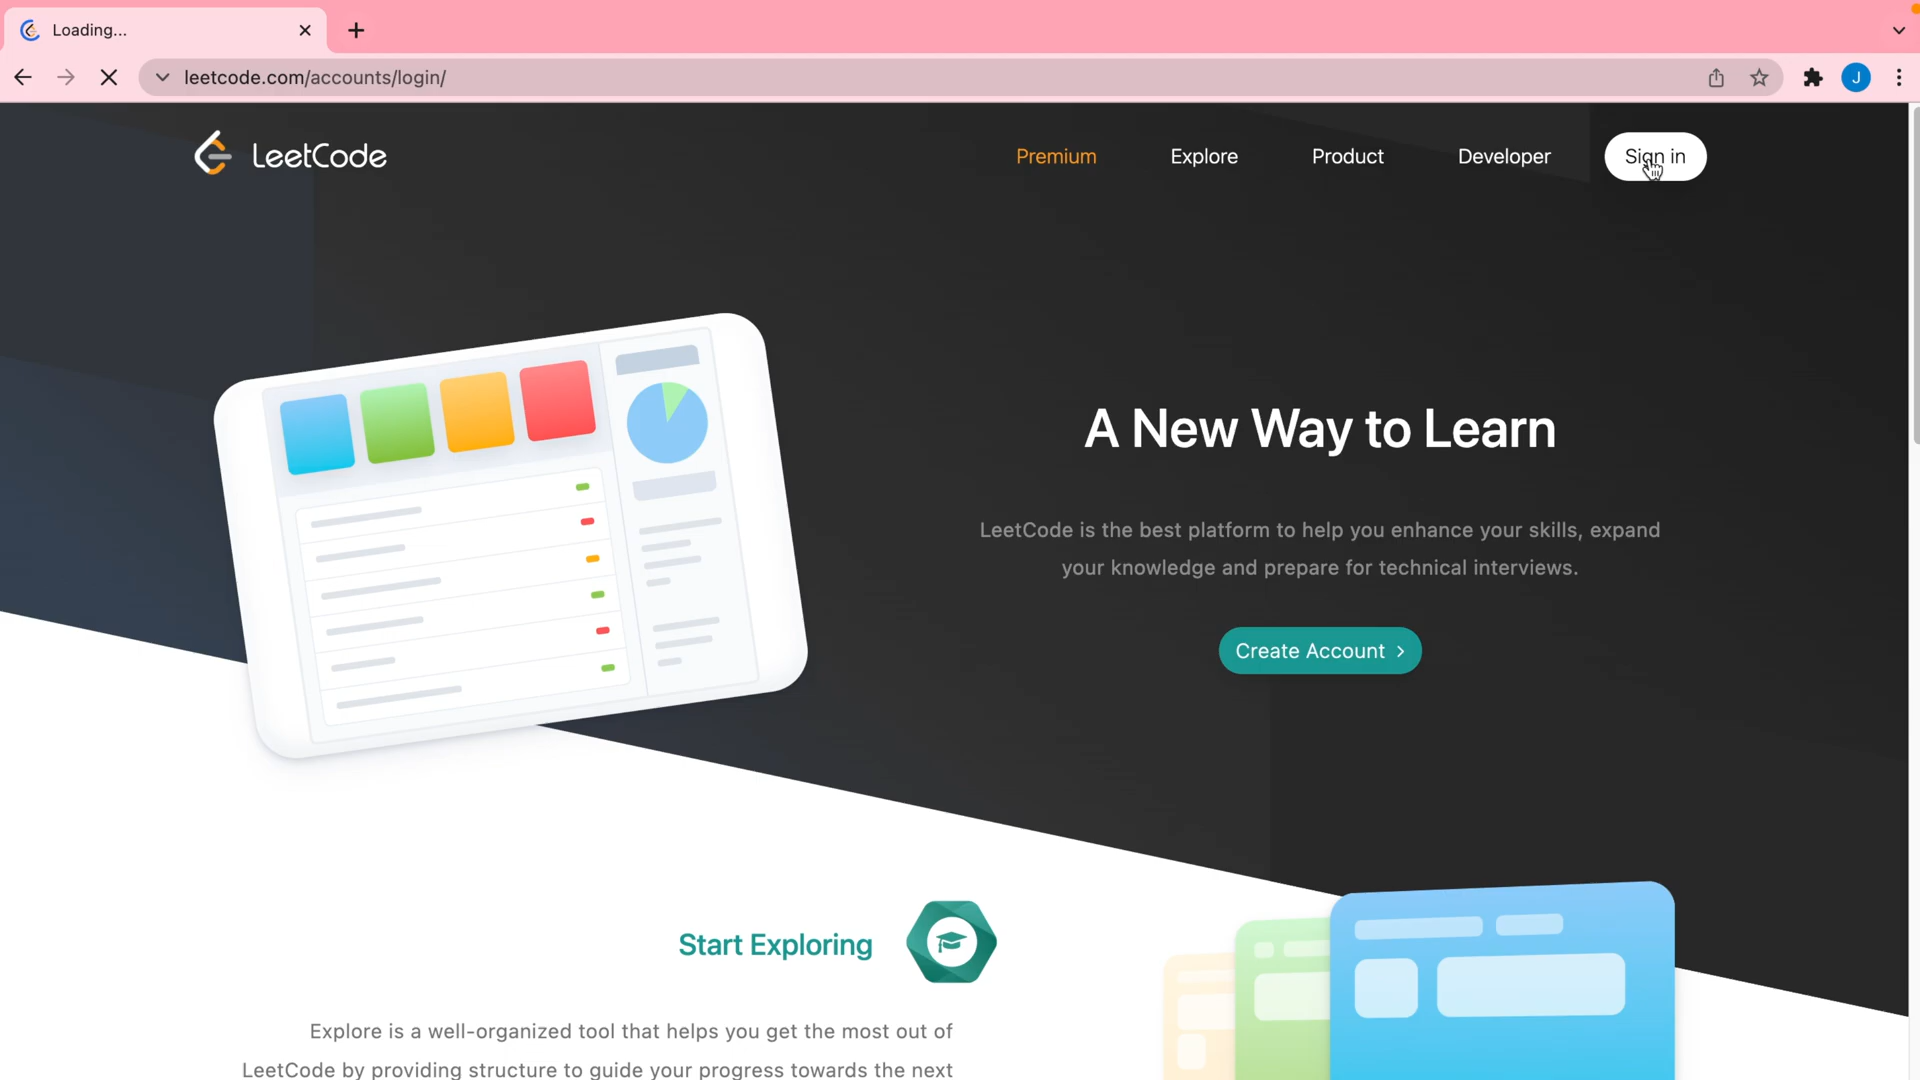 Loading...
leetcode.com/accounts/login/
J
LeetCode
Premium
Explore
Product
Developer
Sign in
A New Way to Learn
LeetCode is the best platform to help you enhance your skills, expand
your knowledge and prepare for technical interviews.
Create Account >
Start Exploring
Explore is a well-organized tool that helps you get the most out of
LeetCode by providing structure to guide your progress towards the next